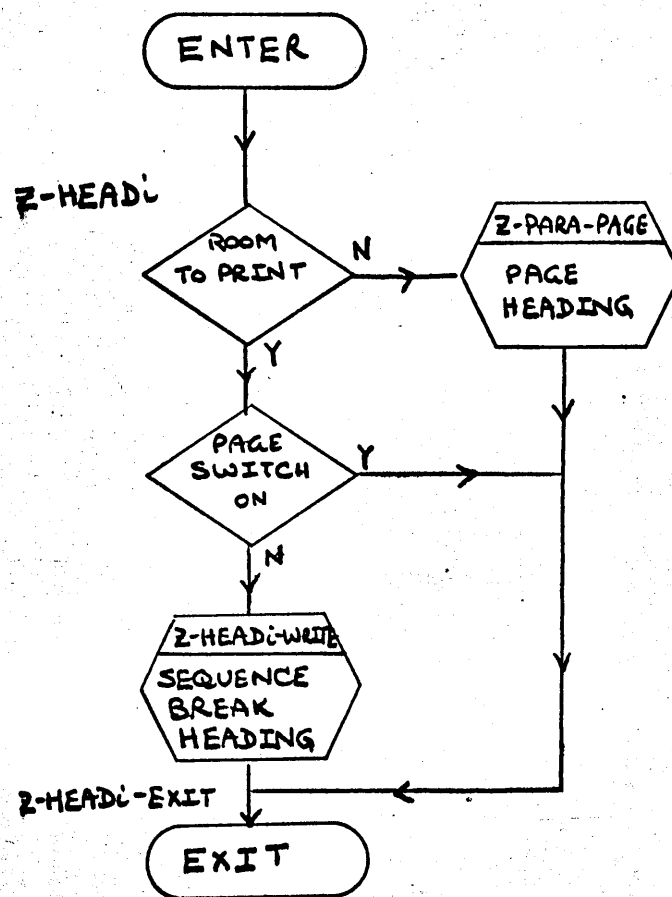 ENTER
Z-HEADi
ROOM
TO PRINT
N
Z-PARA-PAGE
PAGE
HEADING
Y
PAGE
SWITCH
ON
Y
N
Z-HEADi-WRITE
SEQUENCE
BREAK
HEADING
Z-HEADi-EXIT
EXIT